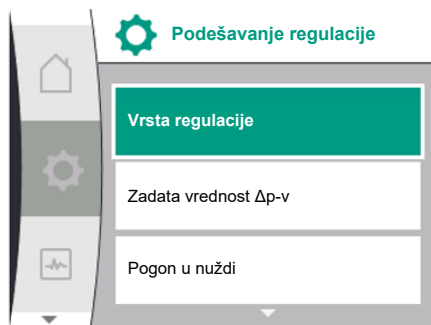 Podešavanje regulacije
Vrsta regulacije
Zadata vrednost Δp-v
Pogon u nuždi